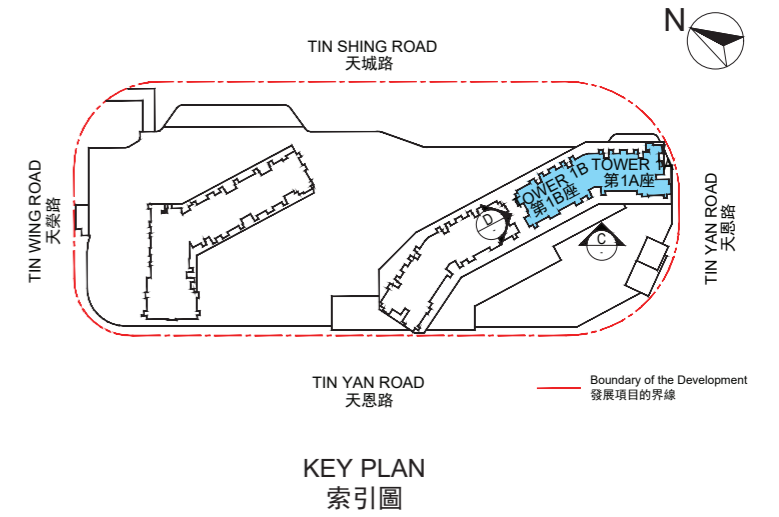 N
TIN SHING ROAD
天城路
TIN WING ROAD
天榮路
TOWER 1A
第1A座
TOWER 1B
第1B座
D
-
C
-
TIN YAN ROAD
天恩路
TIN YAN ROAD
天恩路
Boundary of the Development
發展項目的界線
KEY PLAN
索引圖